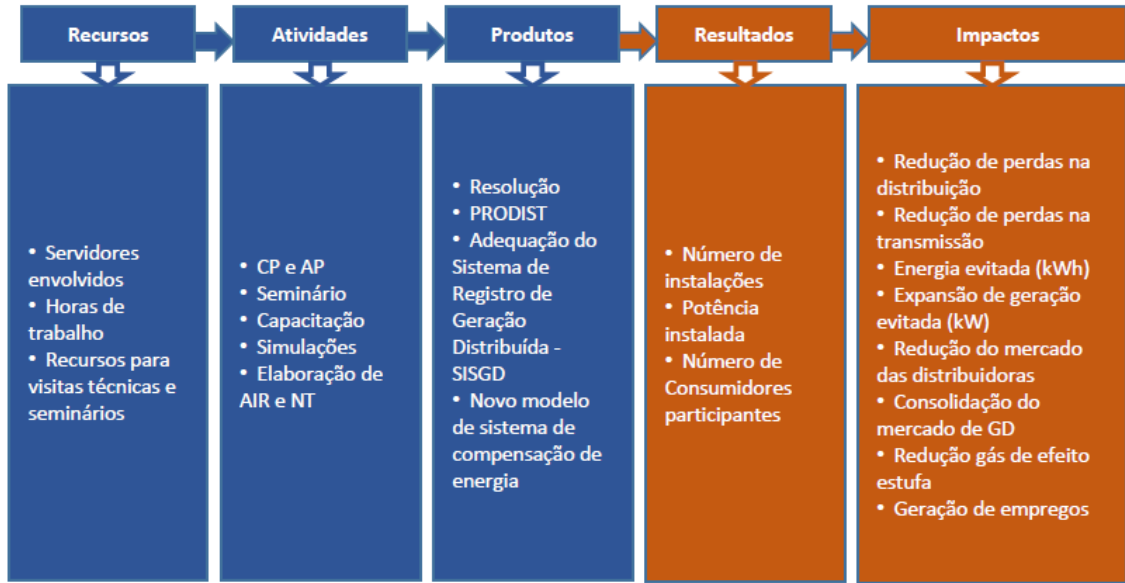 Recursos
Atividades
Produtos
Resultados
Impactos
• Servidores
envolvidos
• Horas de
trabalho
• Recursos para
visitas técnicas e
seminários
• CP e AP
• Seminário
• Capacitação
• Simulações
• Elaboração de
AIR e NT
• Resolução
• PRODIST
• Adequação do
Sistema de
Registro de
Geração
Distribuída -
SISGD
• Novo modelo
de sistema de
compensação de
energia
• Número de
instalações
• Potência
instalada
• Número de
Consumidores
participantes
• Redução de perdas na
distribuição
• Redução de perdas na
transmissão
• Energia evitada (kWh)
• Expansão de geração
evitada (kW)
• Redução do mercado
das distribuidoras
• Consolidação do
mercado de GD
• Redução gás de efeito
estufa
• Geração de empregos